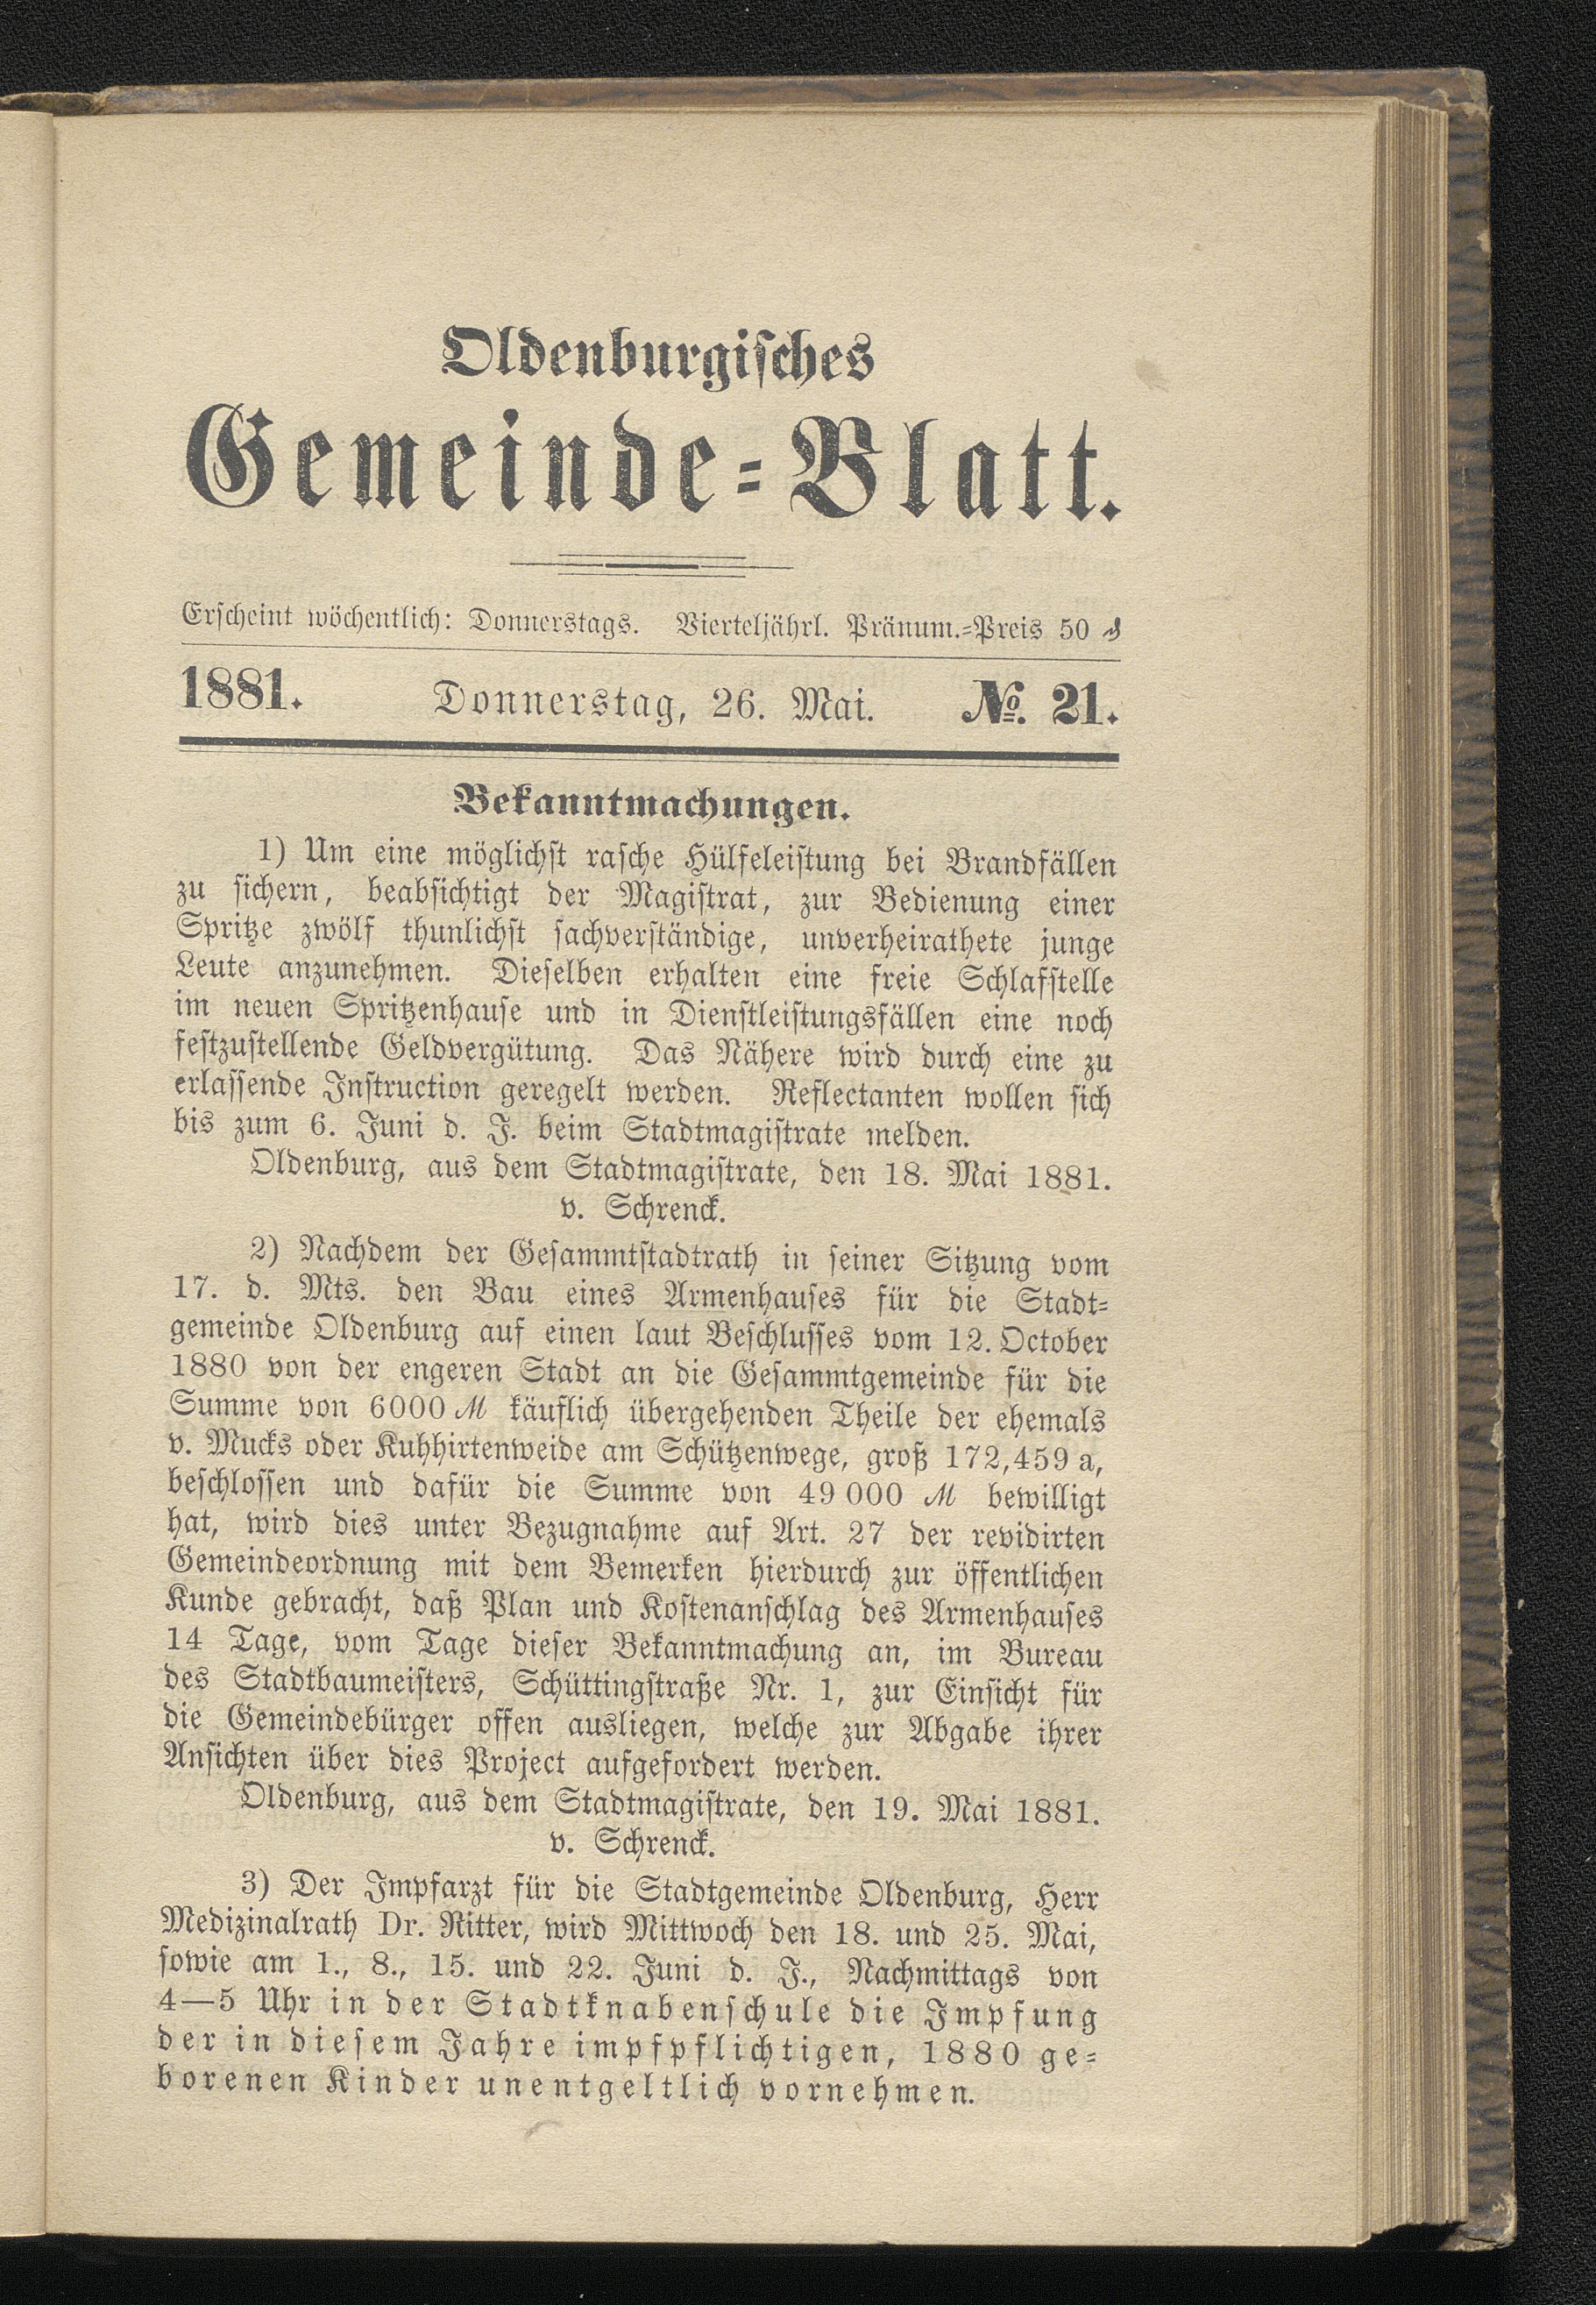 Oldenburgisches
Gemeinde=Blatt.
Erscheint wöchentlich: Donnerstags. Vierteljährl. Pränum.=Preis 50 ₰
1881. Donnerstag, 26. Mai. №. 21.
Bekanntmachungen.
1) Um eine möglichst rasche Hülfeleistung bei Brandfällen
zu sichern, beabsichtigt der Magistrat, zur Bedienung einer
Spritze zwölf thunlichst sachverständige, unverheirathete junge
Leute anzunehmen. Dieselben erhalten eine freie Schlafstelle
im neuen Spritzenhause und in Dienstleistungsfällen eine noch
festzustellende Geldvergütung. Das Nähere wird durch eine zu
erlassende Instruction geregelt werden. Reflectanten wollen sich
bis zum 6. Juni d. J. beim Stadtmagistrate melden.
Oldenburg, aus dem Stadtmagistrate, den 18. Mai 1881.
v. Schrenck.
2) Nachdem der Gesammtstadtrath in seiner Sitzung vom
17. d. Mts. den Bau eines Armenhauses für die Stadt=
gemeinde Oldenburg auf einen laut Beschlusses vom 12. October
1880 von der engeren Stadt an die Gesammtgemeinde für die
Summe von 6000 ℳ käuflich übergehenden Theile der ehemals
v. Mucks oder Kuhhirtenweide am Schützenwege, groß 172,459 a,
beschlossen und dafür die Summe von 49 000 ℳ bewilligt
hat, wird dies unter Bezugnahme auf Art. 27 der revidirten
Gemeindeordnung mit dem Bemerken hierdurch zur öffentlichen
Kunde gebracht, daß Plan und Kostenanschlag des Armenhauses
14 Tage, vom Tage dieser Bekanntmachung an, im Bureau
des Stadtbaumeisters, Schüttingstraße Nr. 1, zur Einsicht für
die Gemeindebürger offen ausliegen, welche zur Abgabe ihrer
Ansichten über dies Project aufgefordert werden.
Oldenburg, aus dem Stadtmagistrate, den 19. Mai 1881.
v. Schrenck.
3) Der Impfarzt für die Stadtgemeinde Oldenburg, Herr
Medizinalrath Dr. Ritter, wird Mittwoch den 18. und 25. Mai,
sowie am 1., 8., 15. und 22. Juni d. J., Nachmittags von
4—5 Uhr in der Stadtknabenschule die Impfung
der in diesem Jahre impfpflichtigen, 1880 ge=
borenen Kinder unentgeltlich vornehmen.